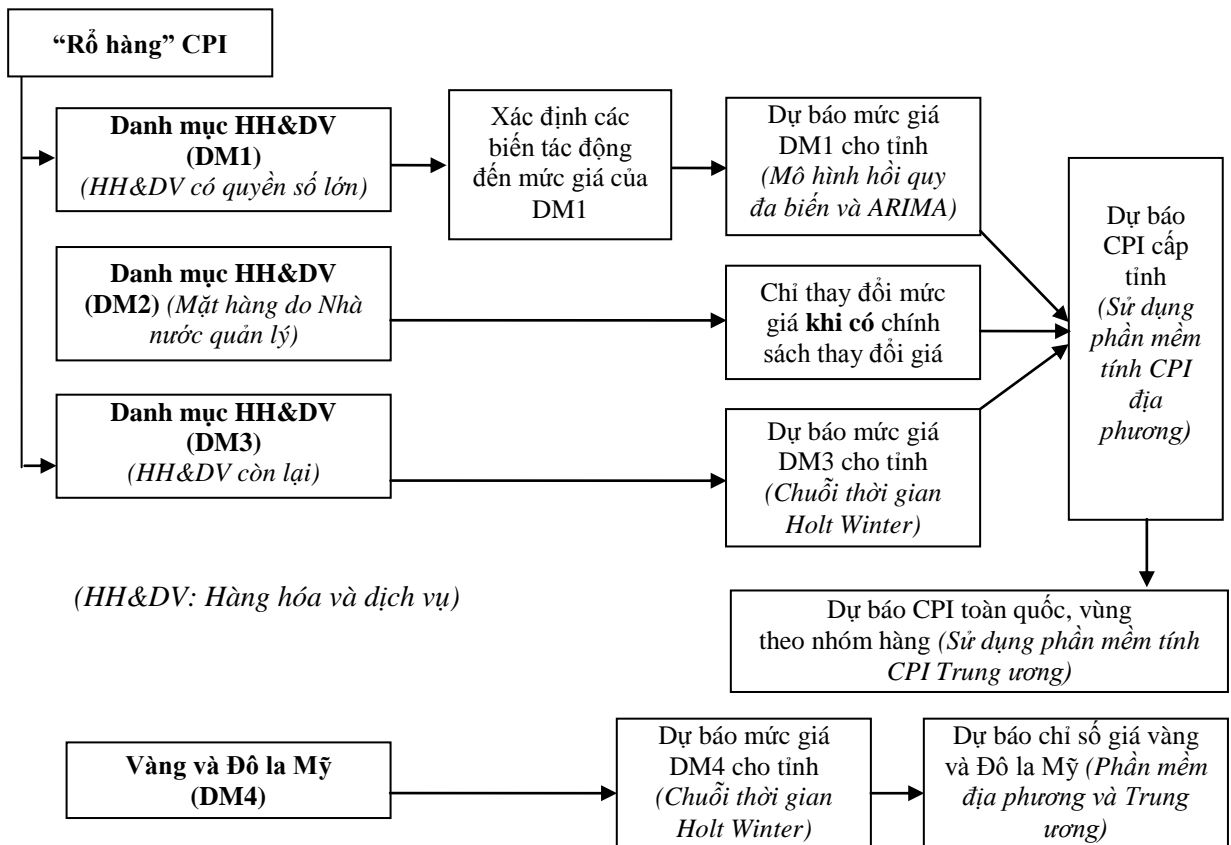 “Rổ hàng” CPI
Danh mục HH&DV
(DM1)
(HH&DV có quyền số lớn)
Xác định các
biến tác động
đến mức giá của
DM1
Dự báo mức giá
DM1 cho tỉnh
(Mô hình hồi quy
đa biến và ARIMA)
Danh mục HH&DV
(DM2) (Mặt hàng do Nhà
nước quản lý)
Chỉ thay đổi mức
giá khi có chính
sách thay đổi giá
Danh mục HH&DV
(DM3)
(HH&DV còn lại)
Dự báo mức giá
DM3 cho tỉnh
(Chuỗi thời gian
Holt Winter)
Dự báo
CPI cấp
tỉnh
(Sử dụng
phần mềm
tính CPI
địa
phương)
(HH&DV: Hàng hóa và dịch vụ)
Dự báo CPI toàn quốc, vùng
theo nhóm hàng (Sử dụng phần mềm tính
CPI Trung ương)
Vàng và Đô la Mỹ
(DM4)
Dự báo mức giá
DM4 cho tỉnh
(Chuỗi thời gian
Holt Winter)
Dự báo chỉ số giá vàng
và Đô la Mỹ (Phần mềm
địa phương và Trung
ương)